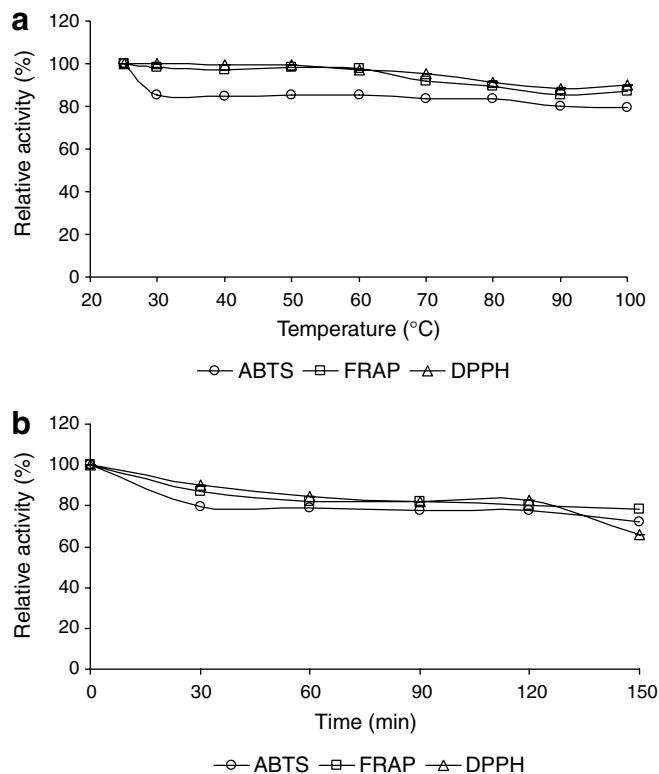 a
Relative activity (%)
120
100
80
60
40
20
0
20 30 40 50 60 70 80 90 100
Temperature (°C)
ABTS FRAP DPPH
b
Relative activity (%)
120
100
80
60
40
20
0
0 30 60 90 120 150
Time (min)
ABTS FRAP DPPH